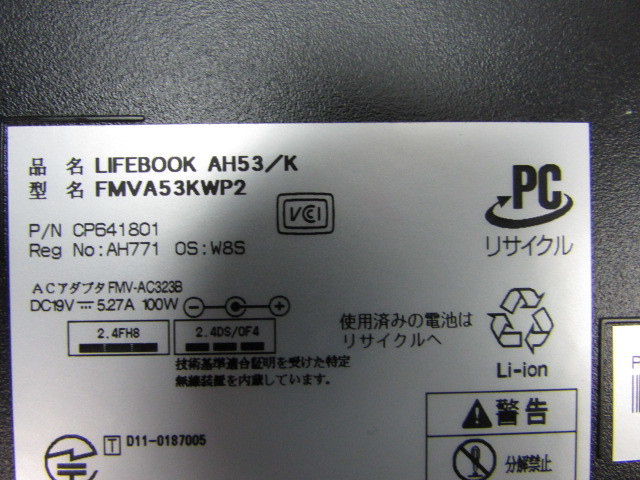 品 名 LIFEBOOK AH53/K
型 名 FMVA53KWP2
VCI
P/N CP641801
Reg No:AH771 OS:W8S
PC
リサイクル
ACアダプタ FMV-AC323B
DC19V 5.27A 100W
2.4FH8 2.4DS/OF4
技術基準適合証明を受けた特定
無線装置を内蔵しています。
使用済みの電池は
リサイクルへ
Li-ion
T D11-0187005
警告
分解禁止
P